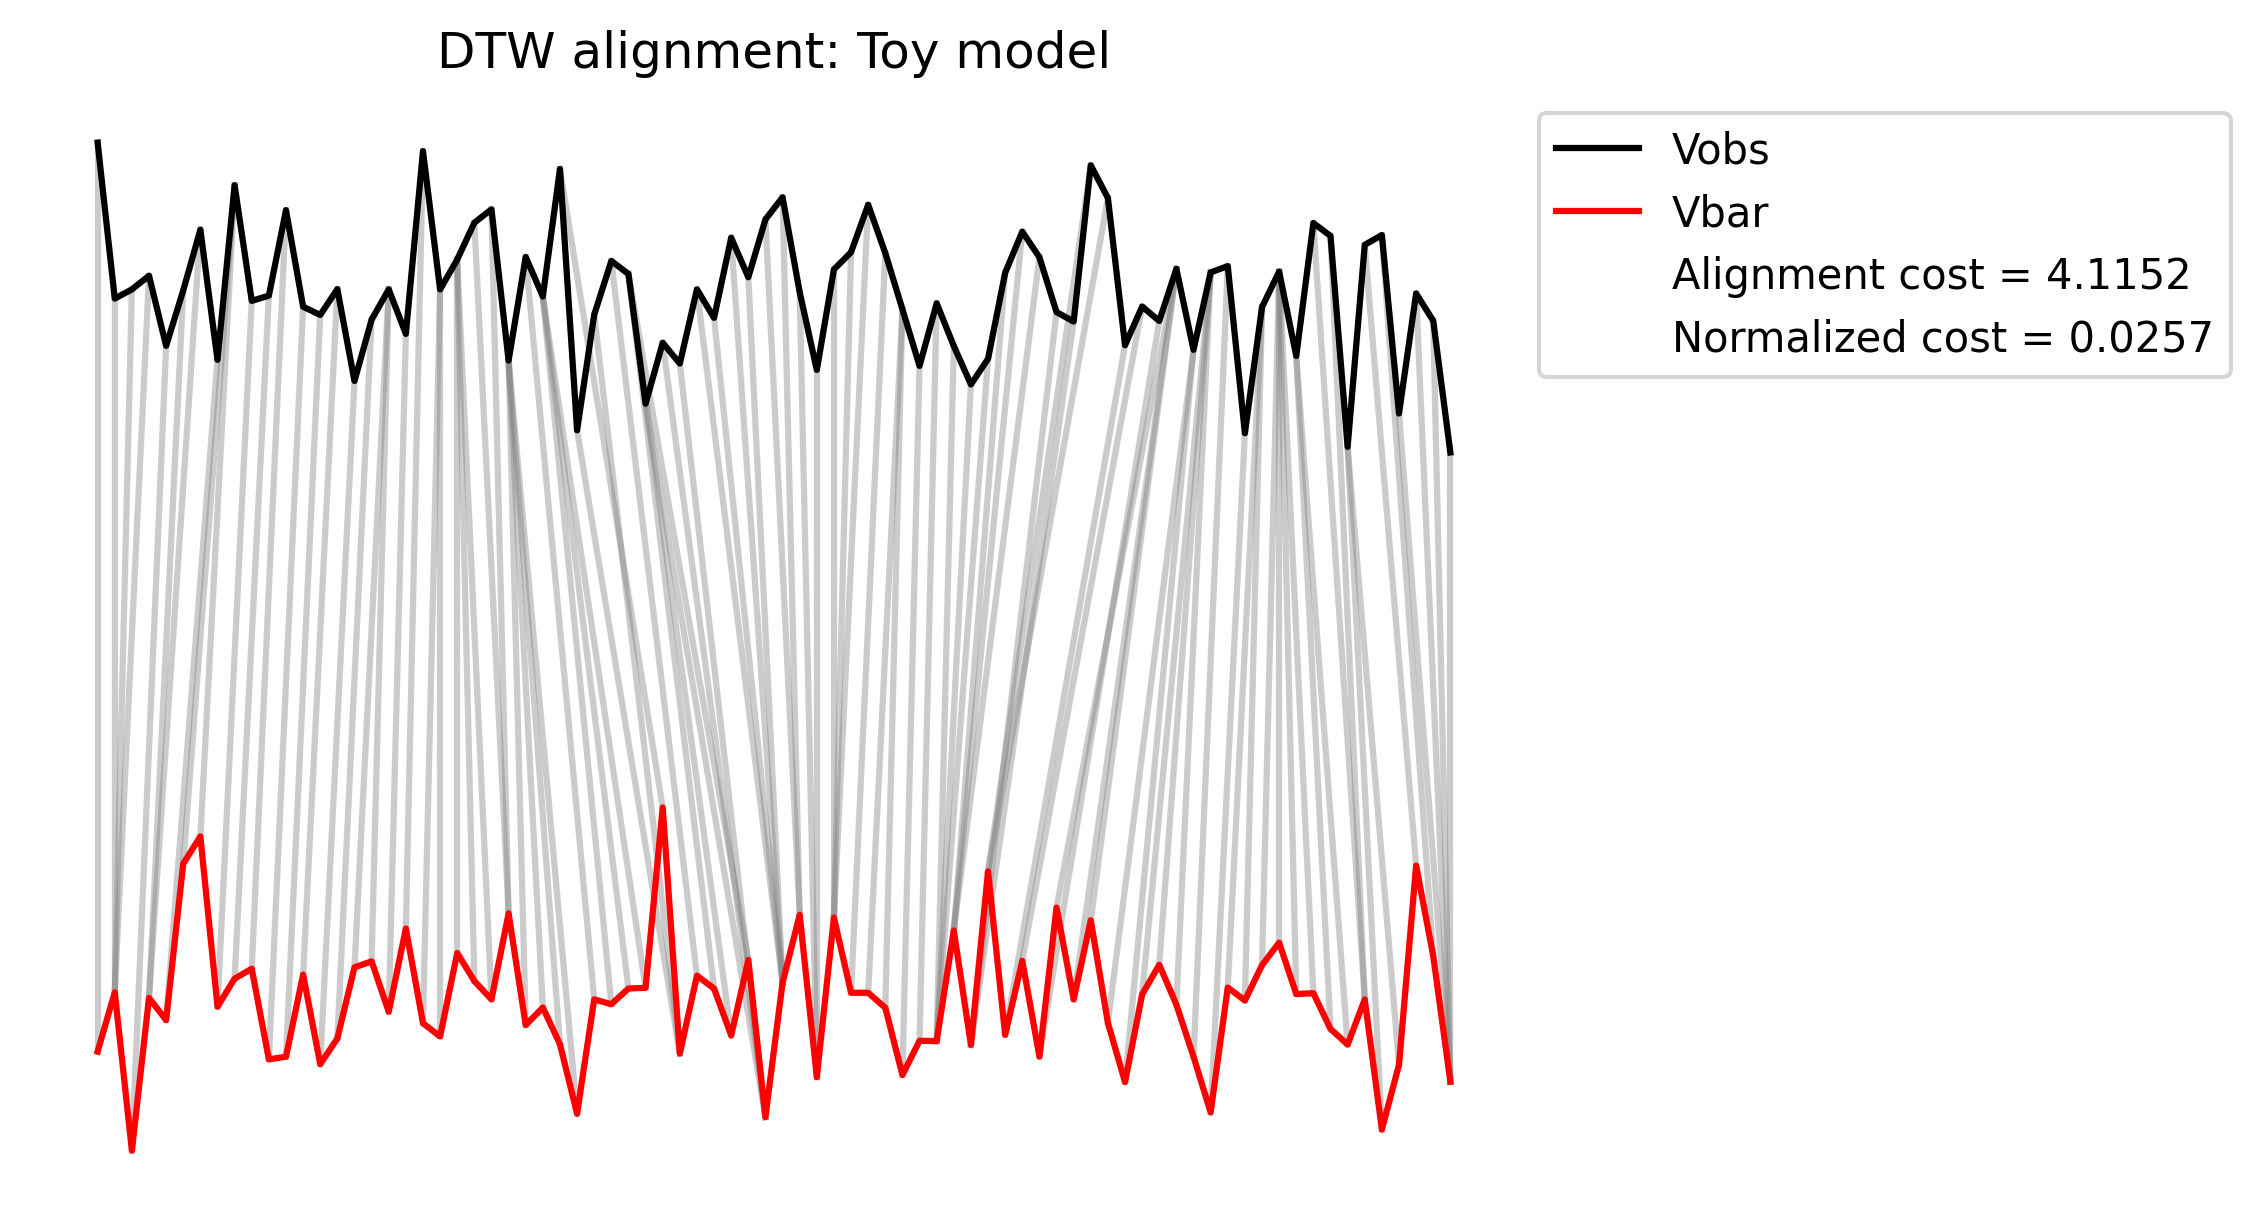 DTW alignment: Toy model
Vobs
Vbar
Alignment cost = 4.1152
Normalized cost = 0.0257